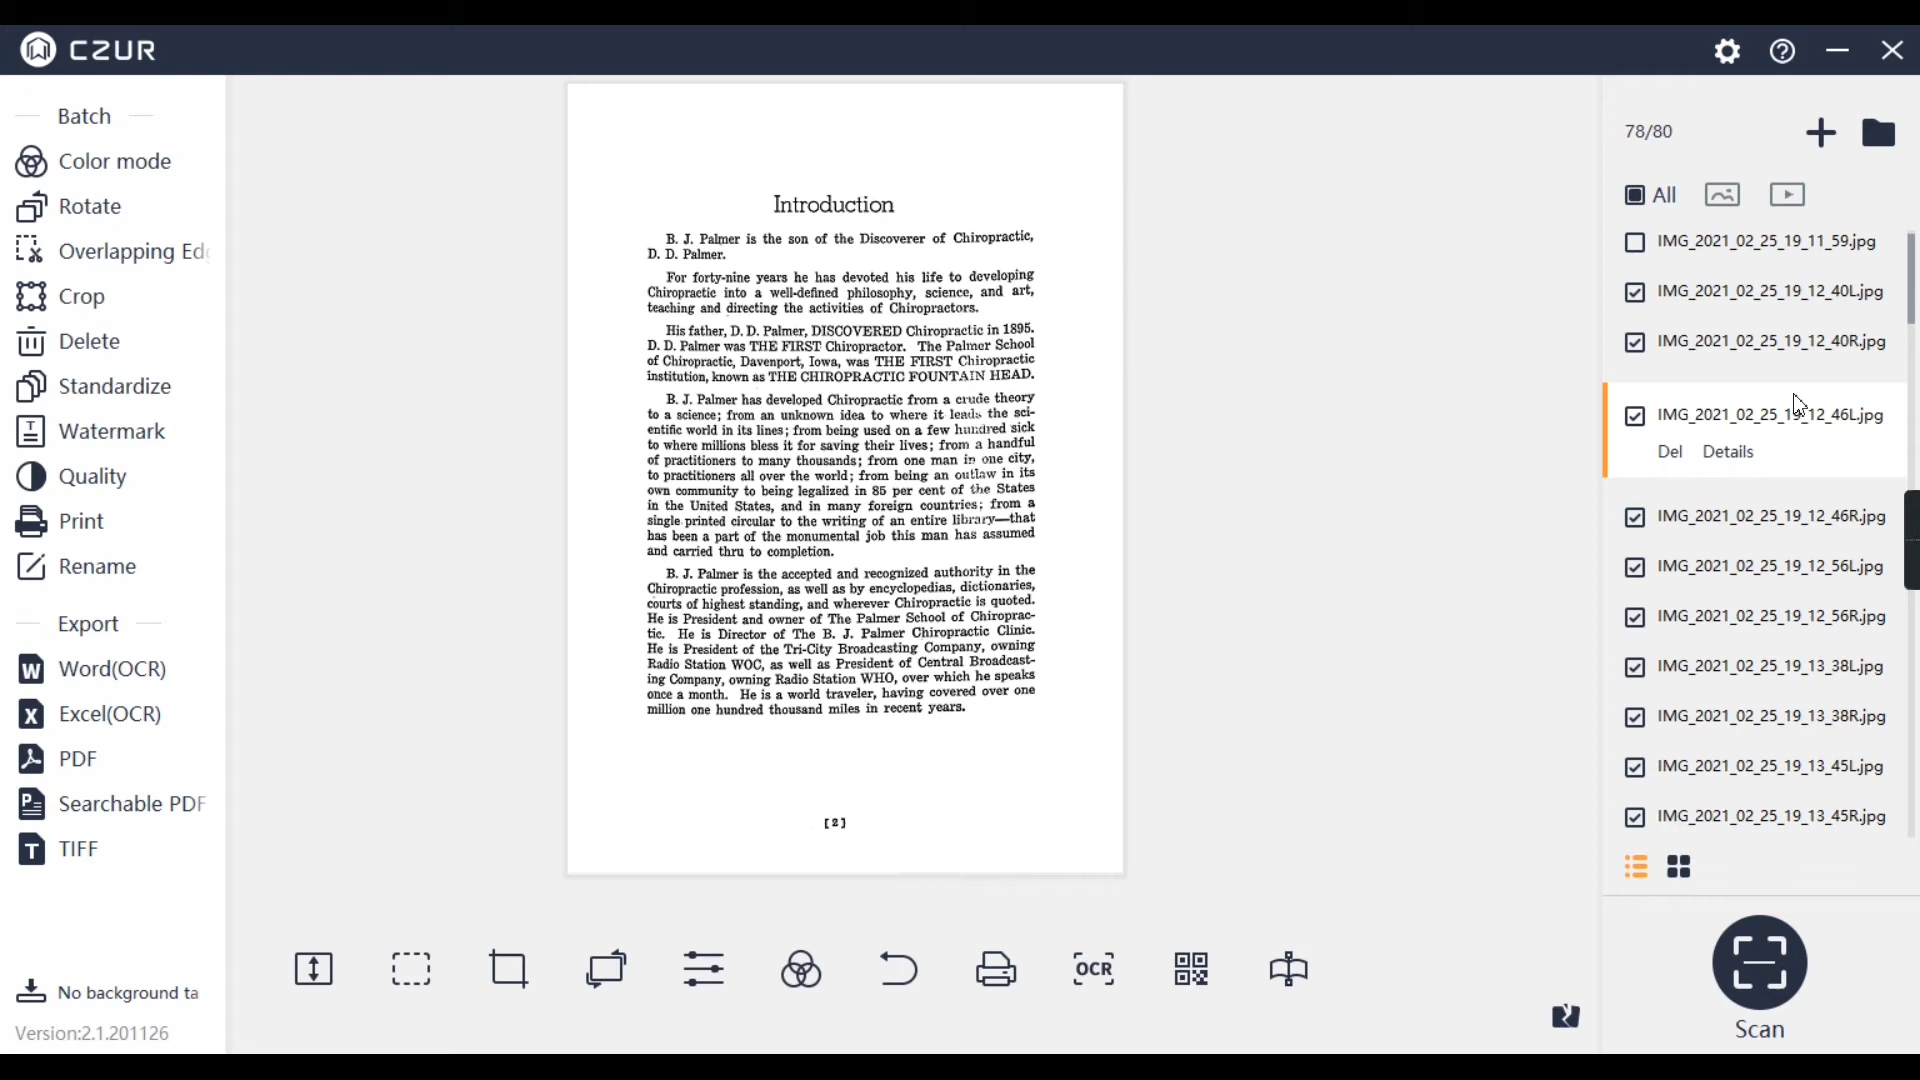 CZUR
Batch
Color mode
Rotate
Overlapping Ed
Crop
Delete
Standardize
Watermark
Quality
Print
Rename
Export
Word(OCR)
Excel(OCR)
PDF
Searchable PDF
TIFF
No background ta
Version:2.1.201126
Introduction
B. J. Palmer is the son of the Discoverer of Chiropractic,
D. D. Palmer.
For forty-nine years he has devoted his life to developing
Chiropractic into a well-defined philosophy, science, and art,
teaching and directing the activities of Chiropractors.
His father, D. D. Palmer, DISCOVERED Chiropractic in 1895.
D. D. Palmer was THE FIRST Chiropractor. The Palmer School
of Chiropractic, Davenport, Iowa, was THE FIRST Chiropractic
institution, known as THE CHIROPRACTIC FOUNTAIN HEAD.
B. J. Palmer has developed Chiropractic from a crude theory
to a science; from an unknown idea to where it leads the sci-
entific world in its lines; from being used on a few hundred sick
to where millions bless it for saving their lives; from a handful
of practitioners to many thousands; from one man in one city,
to practitioners all over the world; from being an outlaw in its
own community to being legalized in 85 per cent of the States
in the United States, and in many foreign countries; from a
single printed circular to the writing of an entire library—that
has been a part of the monumental job this man has assumed
and carried thru to completion.
B. J. Palmer is the accepted and recognized authority in the
Chiropractic profession, as well as by encyclopedias, dictionaries,
courts of highest standing, and wherever Chiropractic is quoted.
He is President and owner of The Palmer School of Chiroprac-
tic. He is Director of The B. J. Palmer Chiropractic Clinic.
He is President of the Tri-City Broadcasting Company, owning
Radio Station WOC, as well as President of Central Broadcast-
ing Company, owning Radio Station WHO, over which he speaks
once a month. He is a world traveler, having covered over one
million one hundred thousand miles in recent years.
[2]
OCR
78/80
All
IMG_2021_02_25_19_11_59.jpg
IMG_2021_02_25_19_12_40L.jpg
IMG_2021_02_25_19_12_40R.jpg
IMG_2021_02_25_19_12_46L.jpg
Del Details
IMG_2021_02_25_19_12_46R.jpg
IMG_2021_02_25_19_12_56L.jpg
IMG_2021_02_25_19_12_56R.jpg
IMG_2021_02_25_19_13_38L.jpg
IMG_2021_02_25_19_13_38R.jpg
IMG_2021_02_25_19_13_45L.jpg
IMG_2021_02_25_19_13_45R.jpg
Scan